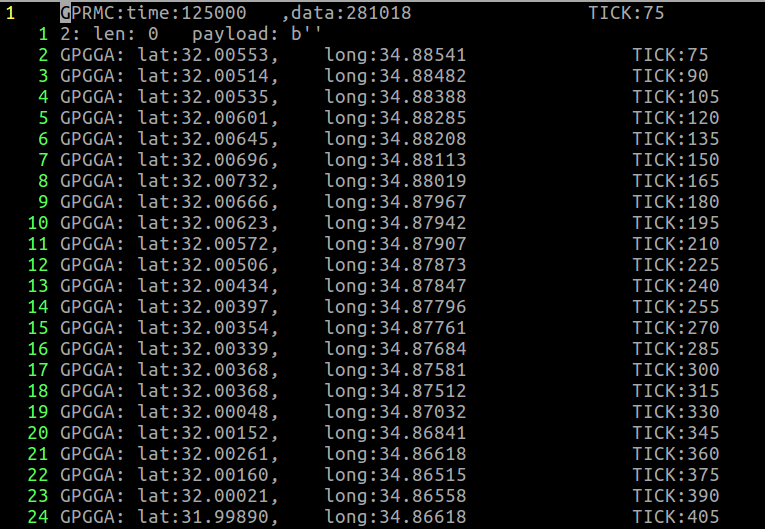 1 GPRMC:time:125000 ,data:281018 TICK:75
1 2: len: 0 payload: b''
2 GPGGA: lat:32.00553, long:34.88541 TICK:75
3 GPGGA: lat:32.00514, long:34.88482 TICK:90
4 GPGGA: lat:32.00535, long:34.88388 TICK:105
5 GPGGA: lat:32.00601, long:34.88285 TICK:120
6 GPGGA: lat:32.00645, long:34.88208 TICK:135
7 GPGGA: lat:32.00696, long:34.88113 TICK:150
8 GPGGA: lat:32.00732, long:34.88019 TICK:165
9 GPGGA: lat:32.00666, long:34.87967 TICK:180
10 GPGGA: lat:32.00623, long:34.87942 TICK:195
11 GPGGA: lat:32.00572, long:34.87907 TICK:210
12 GPGGA: lat:32.00506, long:34.87873 TICK:225
13 GPGGA: lat:32.00434, long:34.87847 TICK:240
14 GPGGA: lat:32.00397, long:34.87796 TICK:255
15 GPGGA: lat:32.00354, long:34.87761 TICK:270
16 GPGGA: lat:32.00339, long:34.87684 TICK:285
17 GPGGA: lat:32.00368, long:34.87581 TICK:300
18 GPGGA: lat:32.00368, long:34.87512 TICK:315
19 GPGGA: lat:32.00048, long:34.87032 TICK:330
20 GPGGA: lat:32.00152, long:34.86841 TICK:345
21 GPGGA: lat:32.00261, long:34.86618 TICK:360
22 GPGGA: lat:32.00160, long:34.86515 TICK:375
23 GPGGA: lat:32.00021, long:34.86558 TICK:390
24 GPGGA: lat:31.99890, long:34.86618 TICK:405